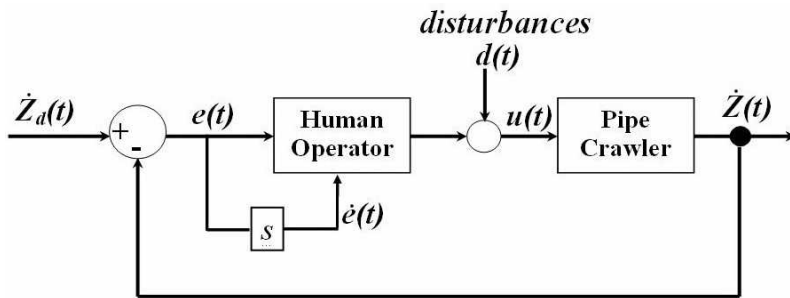 disturbances
d(t)
Ż_d(t)
+
-
e(t)
Human
Operator
u(t)
Pipe
Crawler
Ż(t)
s
ė(t)